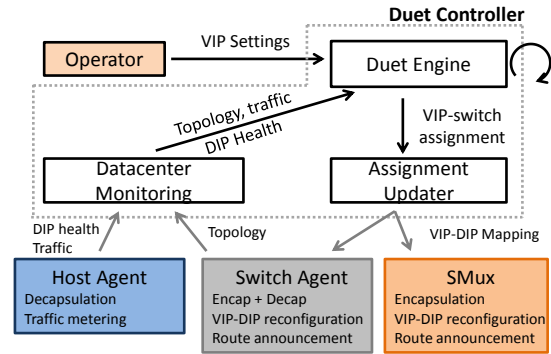 Duet Controller
Operator
VIP Settings
Duet Engine
Topology, traffic
DIP Health
VIP-switch
assignment
Datacenter
Monitoring
Assignment
Updater
DIP health
Traffic
Topology
VIP-DIP Mapping
Host Agent
Decapsulation
Traffic metering
Switch Agent
Encap + Decap
VIP-DIP reconfiguration
Route announcement
SMux
Encapsulation
VIP-DIP reconfiguration
Route announcement